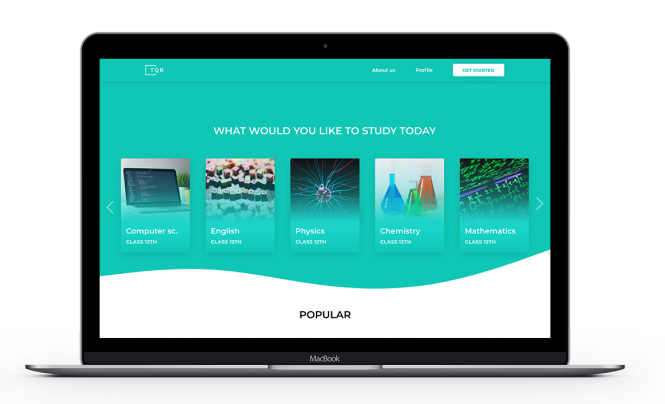 TQR
About us
Profile
GET STARTED
WHAT WOULD YOU LIKE TO STUDY TODAY
Computer sc.
CLASS 12TH
English
CLASS 12TH
Physics
CLASS 12TH
Chemistry
CLASS 12TH
Mathematics
CLASS 12TH
POPULAR
MacBook